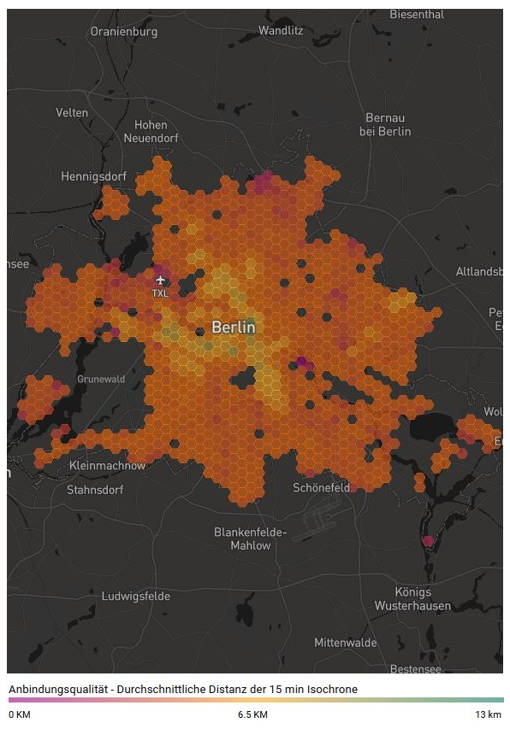 Biesenthal
Oranienburg
Wandlitz
Velten
Hohen
Neuendorf
Bernau
bei Berlin
Hennigsdorf
nsee
Altlandsb
TXL
Pe
E
Berlin
Grunewald
Wol
E
Kleinmachnow
n
Stahnsdorf
Schönefeld
Blankenfelde-
Mahlow
Ludwigsfelde
Königs
Wusterhausen
Mittenwalde
Bestensee
Anbindungsqualität - Durchschnittliche Distanz der 15 min Isochrone
0 KM 6.5 KM 13 km